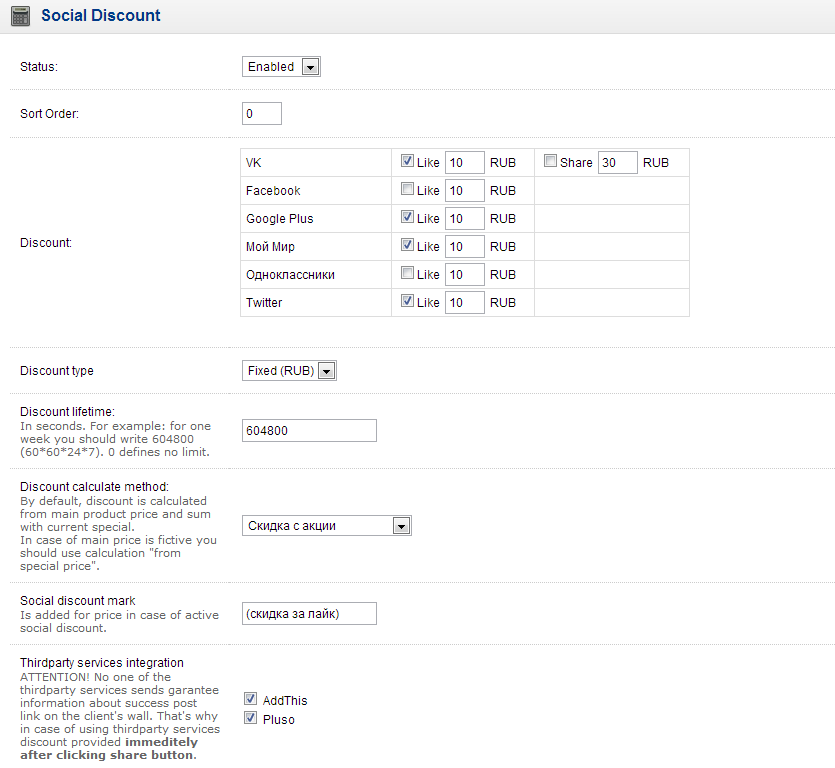 Social Discount
Status:
Enabled
Sort Order:
0
Discount:
VK Like 10 RUB Share 30 RUB
Facebook Like 10 RUB
Google Plus Like 10 RUB
Мой Мир Like 10 RUB
Одноклассники Like 10 RUB
Twitter Like 10 RUB
Discount type
Fixed (RUB)
Discount lifetime:
In seconds. For example: for one
week you should write 604800
(60*60*24*7). 0 defines no limit.
604800
Discount calculate method:
By default, discount is calculated
from main product price and sum
with current special.
In case of main price is fictive you
should use calculation "from
special price".
Скидка с акции
Social discount mark
Is added for price in case of active
social discount.
(скидка за лайк)
Thirdparty services integration
ATTENTION! No one of the
thirdparty services sends garantee
information about success post
link on the client's wall. That's why
in case of using thirdparty services
discount provided immeditely
after clicking share button.
AddThis
Pluso